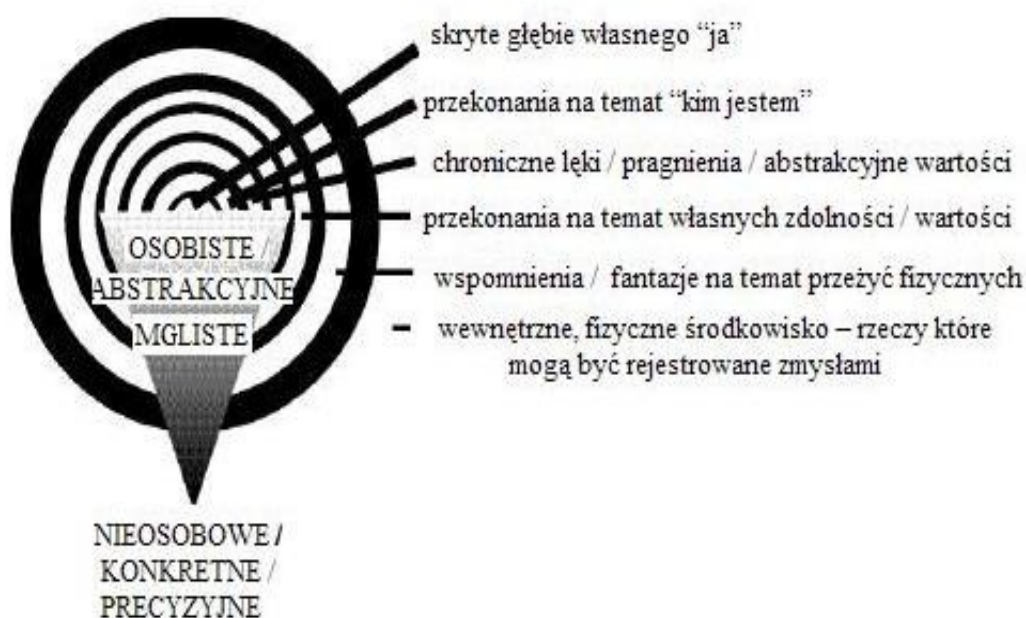 skryte głębie własnego “ja”
przekonania na temat “kim jestem”
chroniczne lęki / pragnienia / abstrakcyjne wartości
przekonania na temat własnych zdolności / wartości
wspomnienia / fantazje na temat przeżyć fizycznych
wewnętrzne, fizyczne środkowisko – rzeczy które
mogą być rejestrowane zmysłami
OSOBISTE /
ABSTRAKCYJNE
MGLISTE
NIEOSOBOWE /
KONKRETNE /
PRECYZYJNE